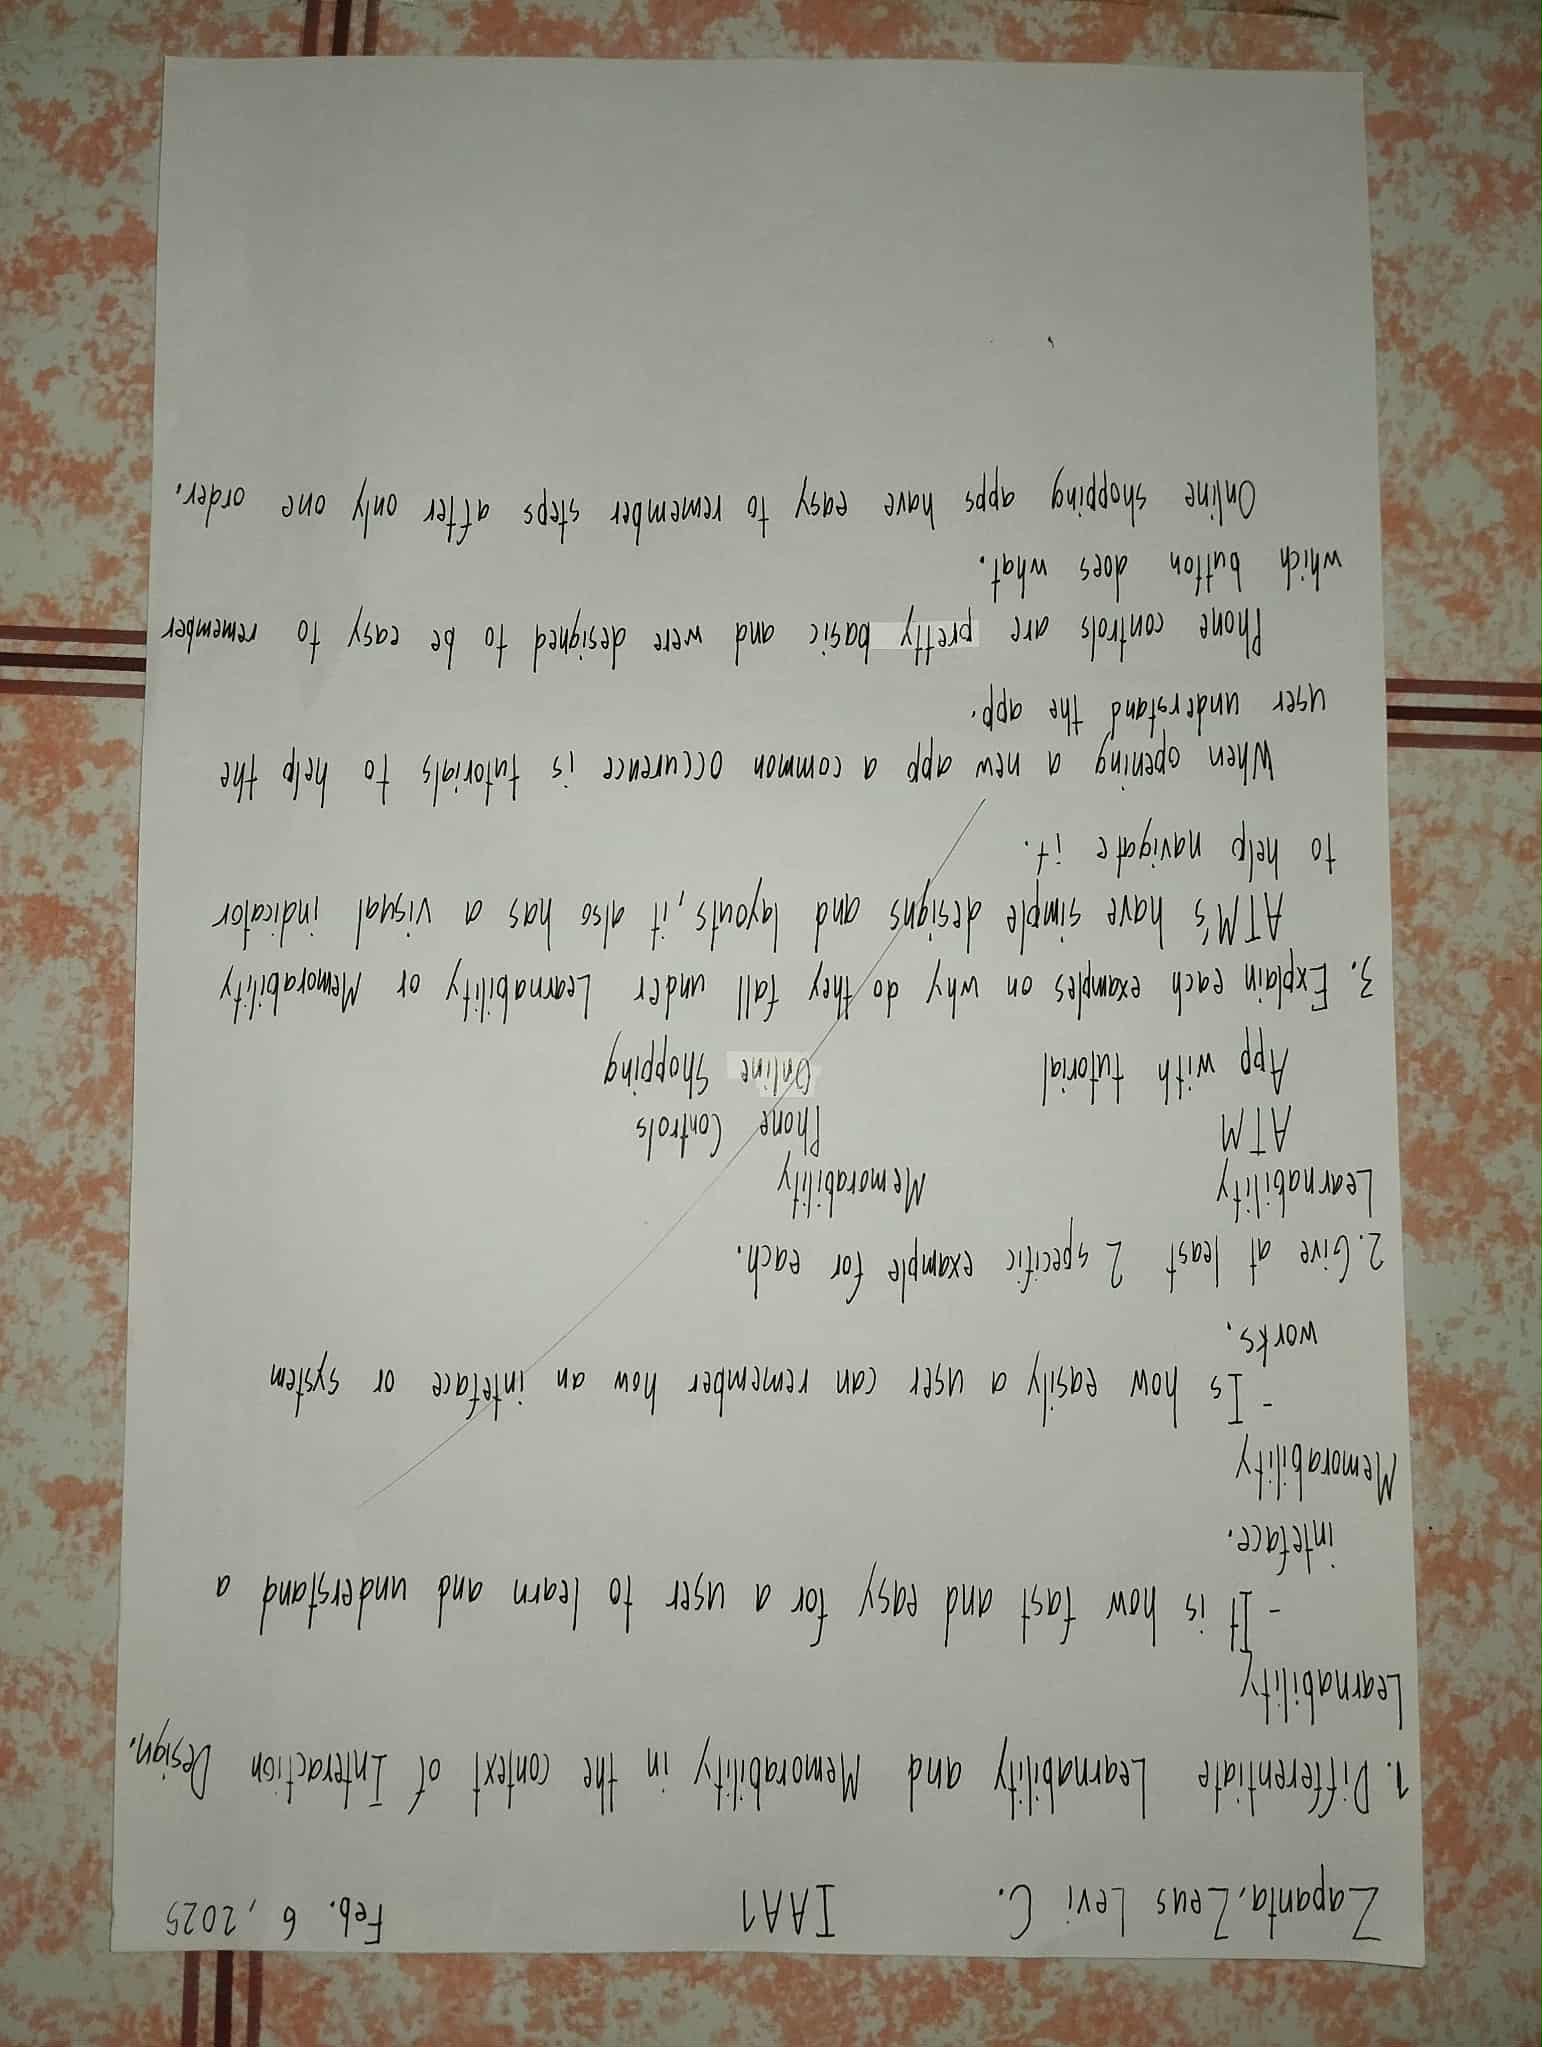 Zapanta, Zeus Levi C. IAA1 Feb. 6, 2025
1. Differentiate Learnability and Memorability in the context of Interaction Design.
Learnability
- It is how fast and easy for a user to learn and understand a
inteface.
Memorability
- Is how easily a user can remember how an inteface or system
works.
2. Give at least 2 specific example for each.
Learnability Memorability
ATM Phone Controls
App with tutorial Online Shopping
3. Explain each examples on why do they fall under Learnability or Memorability
ATM's have simple designs and layouts, it also has a visual indicator
to help navigate it.
When opening a new app a common occurence is tutorials to help the
user understand the app.
Phone controls are pretty basic and were designed to be easy to remember
which button does what.
Online shopping apps have easy to remember steps after only one order.